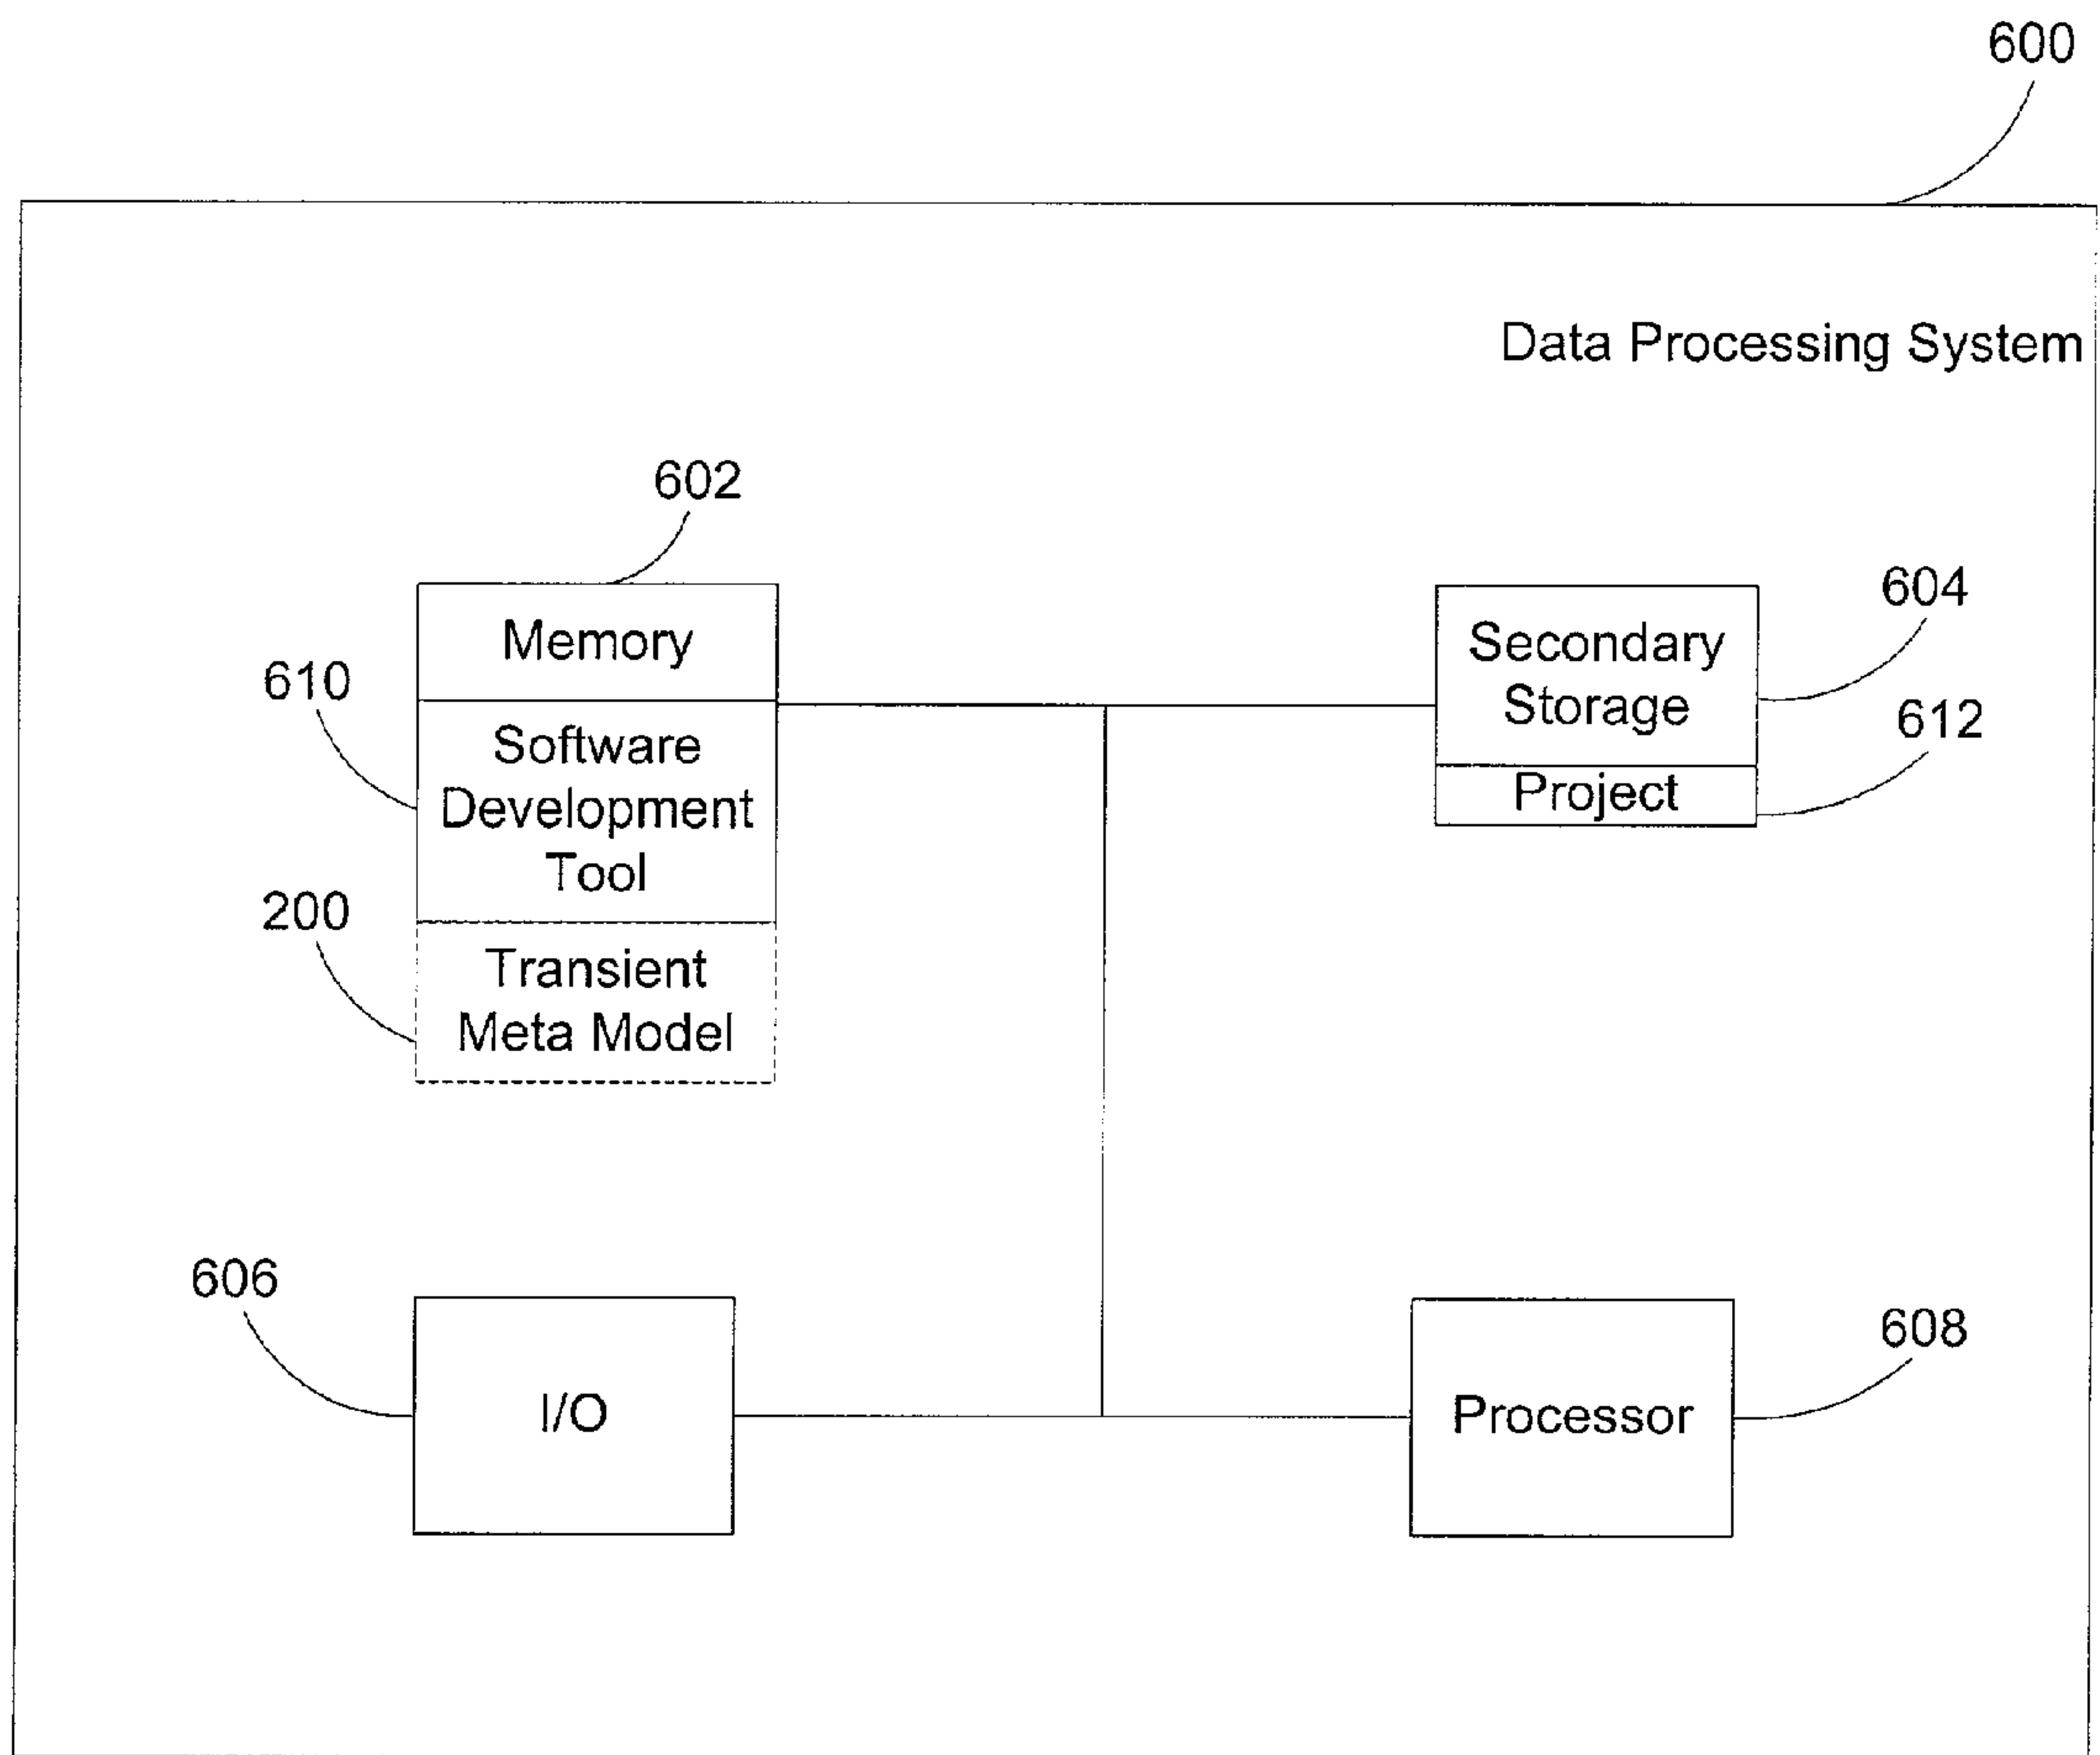 600
Data Processing System
602
Memory
610
Software
Development
Tool
200
Transient
Meta Model
604
Secondary
Storage
612
Project
606
I/O
608
Processor